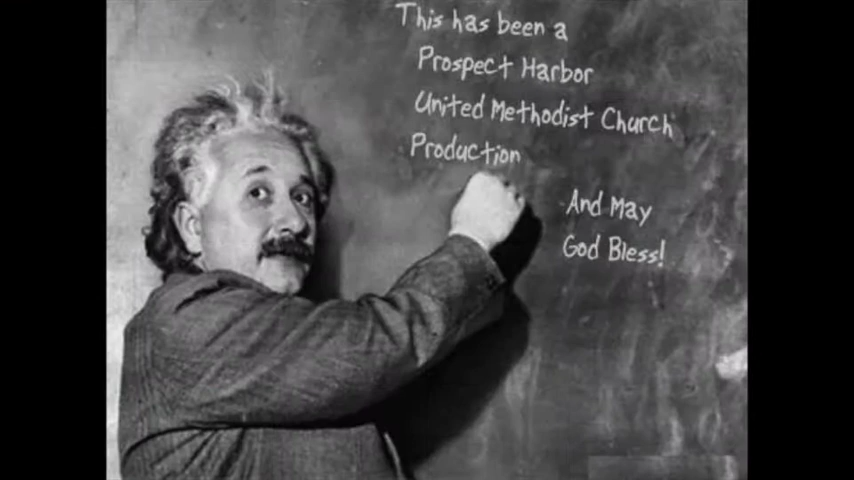 This has been a
Prospect Harbor
United Methodist Church
Production
And May
God Bless!